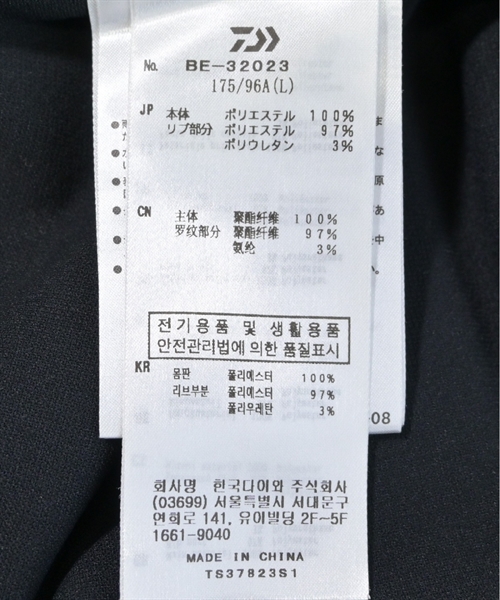 No. BE-32023
175/96A(L)
JP 本体 ポリエステル 100%
リブ部分 ポリエステル 97%
ポリウレタン 3%
CN 主体 聚酯纤维 100%
罗纹部分 聚酯纤维 97%
氨纶 3%
전기용품 및 생활용품
안전관리법에 의한 품질표시
KR 몸판 폴리에스터 100%
리브부분 폴리에스터 97%
폴리우레탄 3%
-08
회사명 한국다이와 주식회사
(03699) 서울특별시 서대문구
연희로 141. 유이빌딩 2F~5F
1661-9040
MADE IN CHINA
TS37823S1